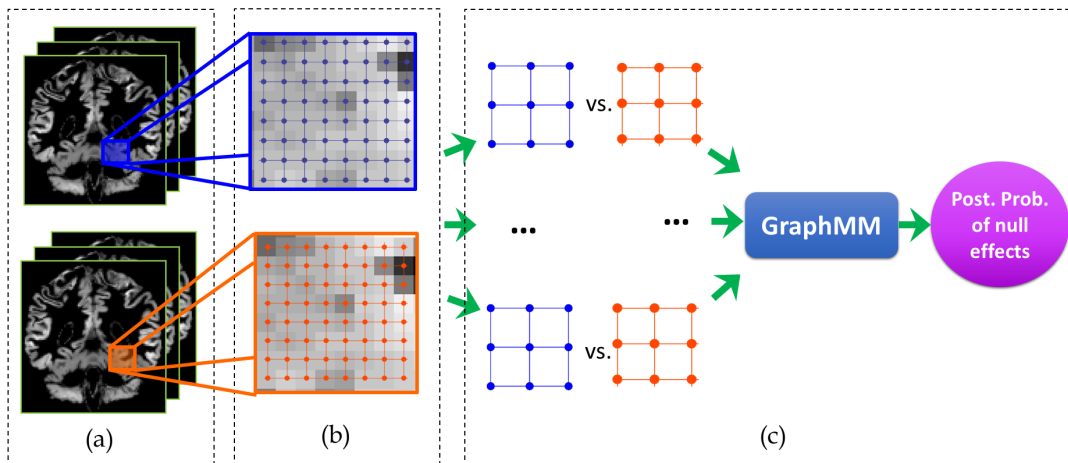 vs.
...
...
GraphMM
Post. Prob.
of null
effects
vs.
(a)
(b)
(c)